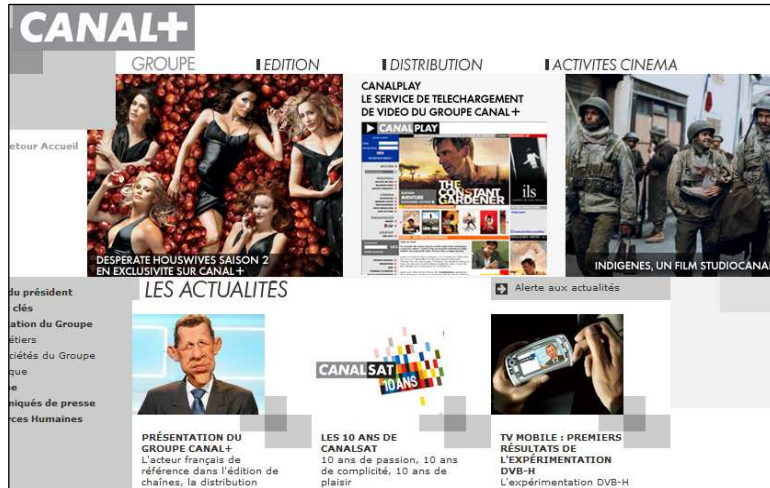 CANAL+
GROUPE
EDITION
DISTRIBUTION
ACTIVITES CINEMA
etour Accueil
DESPERATE HOUSWIVES SAISON 2
EN EXCLUSIVITE SUR CANAL+
CANALPLAY
LE SERVICE DE TELECHARGEMENT
DE VIDEO DU GROUPE CANAL+
CANALPLAY
THE
CONSTANT
GARDENER
ils
INDIGENES, UN FILM STUDIOCANA
du président
clés
tation du Groupe
étiers
ciétés du Groupe
que
ne
niqués de presse
rces Humaines
LES ACTUALITÉS
Alerte aux actualités
PRÉSENTATION DU
GROUPE CANAL+
L'acteur français de
référence dans l'édition de
chaînes, la distribution
CANALSAT
10 ANS
LES 10 ANS DE
CANALSAT
10 ans de passion, 10 ans
de complicité, 10 ans de
plaisir
TV MOBILE : PREMIERS
RÉSULTATS DE
L'EXPÉRIMENTATION
DVB-H
L'expérimentation DVB-H